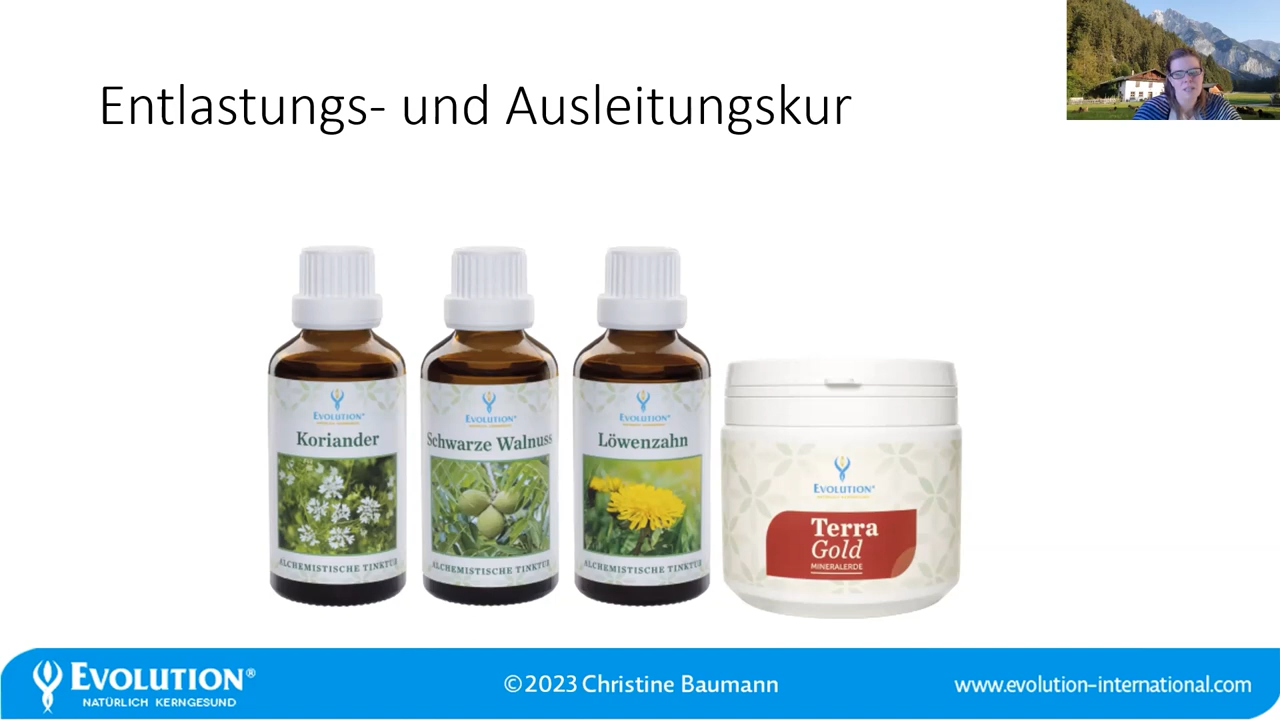 Entlastungs- und Ausleitungskur
EVOLUTION®
Koriander
ALCHEMISTISCHE TINKTUR
EVOLUTION®
Schwarze Walnuss
ALCHEMISTISCHE TINKTUR
EVOLUTION®
Löwenzahn
ALCHEMISTISCHE TINKTUR
EVOLUTION®
Terra
Gold
MINERALERDE
EVOLUTION®
NATÜRLICH KERNGESUND
©2023 Christine Baumann
www.evolution-international.com